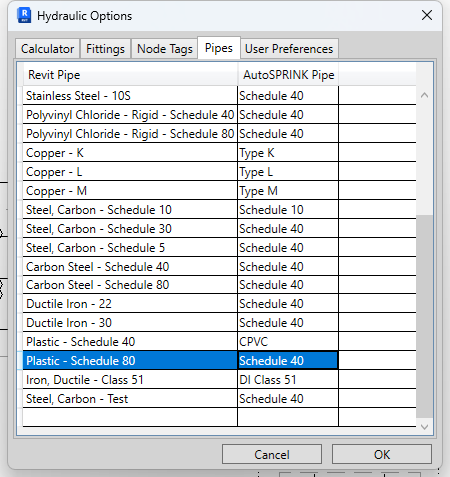 Hydraulic Options
Calculator Fittings Node Tags Pipes User Preferences
Revit Pipe AutoSPRINK Pipe
Stainless Steel - 10S Schedule 40
Polyvinyl Chloride - Rigid - Schedule 40 Schedule 40
Polyvinyl Chloride - Rigid - Schedule 80 Schedule 40
Copper - K Type K
Copper - L Type L
Copper - M Type M
Steel, Carbon - Schedule 10 Schedule 10
Steel, Carbon - Schedule 30 Schedule 40
Steel, Carbon - Schedule 5 Schedule 40
Carbon Steel - Schedule 40 Schedule 40
Carbon Steel - Schedule 80 Schedule 40
Ductile Iron - 22 Schedule 40
Ductile Iron - 30 Schedule 40
Plastic - Schedule 40 CPVC
Plastic - Schedule 80 Schedule 40
Iron, Ductile - Class 51 DI Class 51
Steel, Carbon - Test Schedule 40
Cancel OK